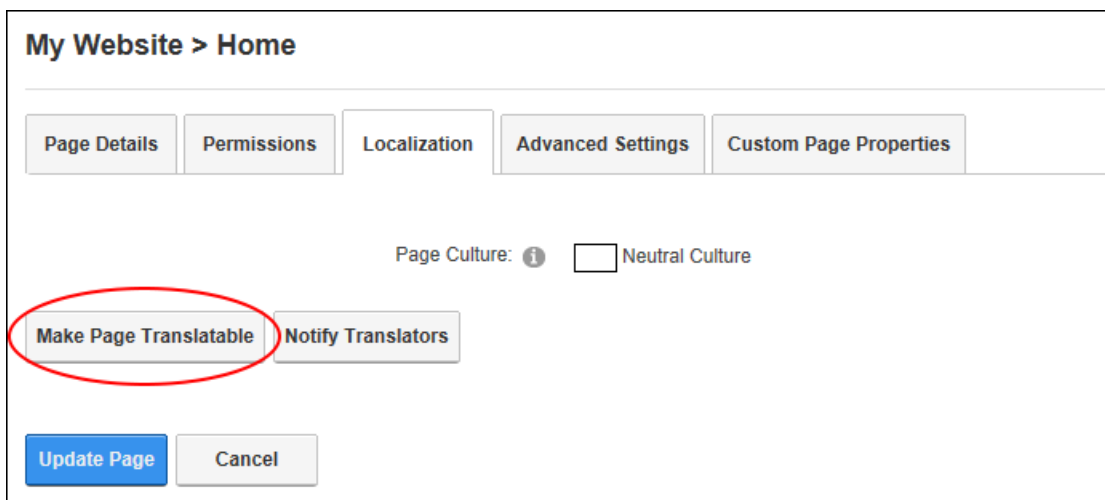 My Website > Home
Page Details Permissions Localization Advanced Settings Custom Page Properties
Page Culture: Neutral Culture
Make Page Translatable Notify Translators
Update Page Cancel